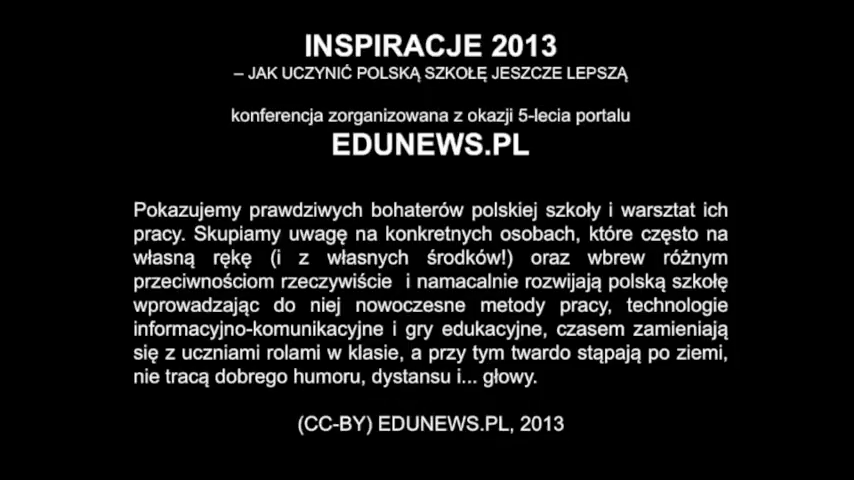 INSPIRACJE 2013
– JAK UCZYNIĆ POLSKĄ SZKOŁĘ JESZCZE LEPSZĄ
konferencja zorganizowana z okazji 5-lecia portalu
EDUNEWS.PL
Pokazujemy prawdziwych bohaterów polskiej szkoły i warsztat ich
pracy. Skupiamy uwagę na konkretnych osobach, które często na
własną rękę (i z własnych środków!) oraz wbrew różnym
przeciwnościom rzeczywiście i namacalnie rozwijają polską szkołę
wprowadzając do niej nowoczesne metody pracy, technologie
informacyjno-komunikacyjne i gry edukacyjne, czasem zamieniają
się z uczniami rolami w klasie, a przy tym twardo stąpają po ziemi,
nie tracą dobrego humoru, dystansu i... głowy.
(CC-BY) EDUNEWS.PL, 2013